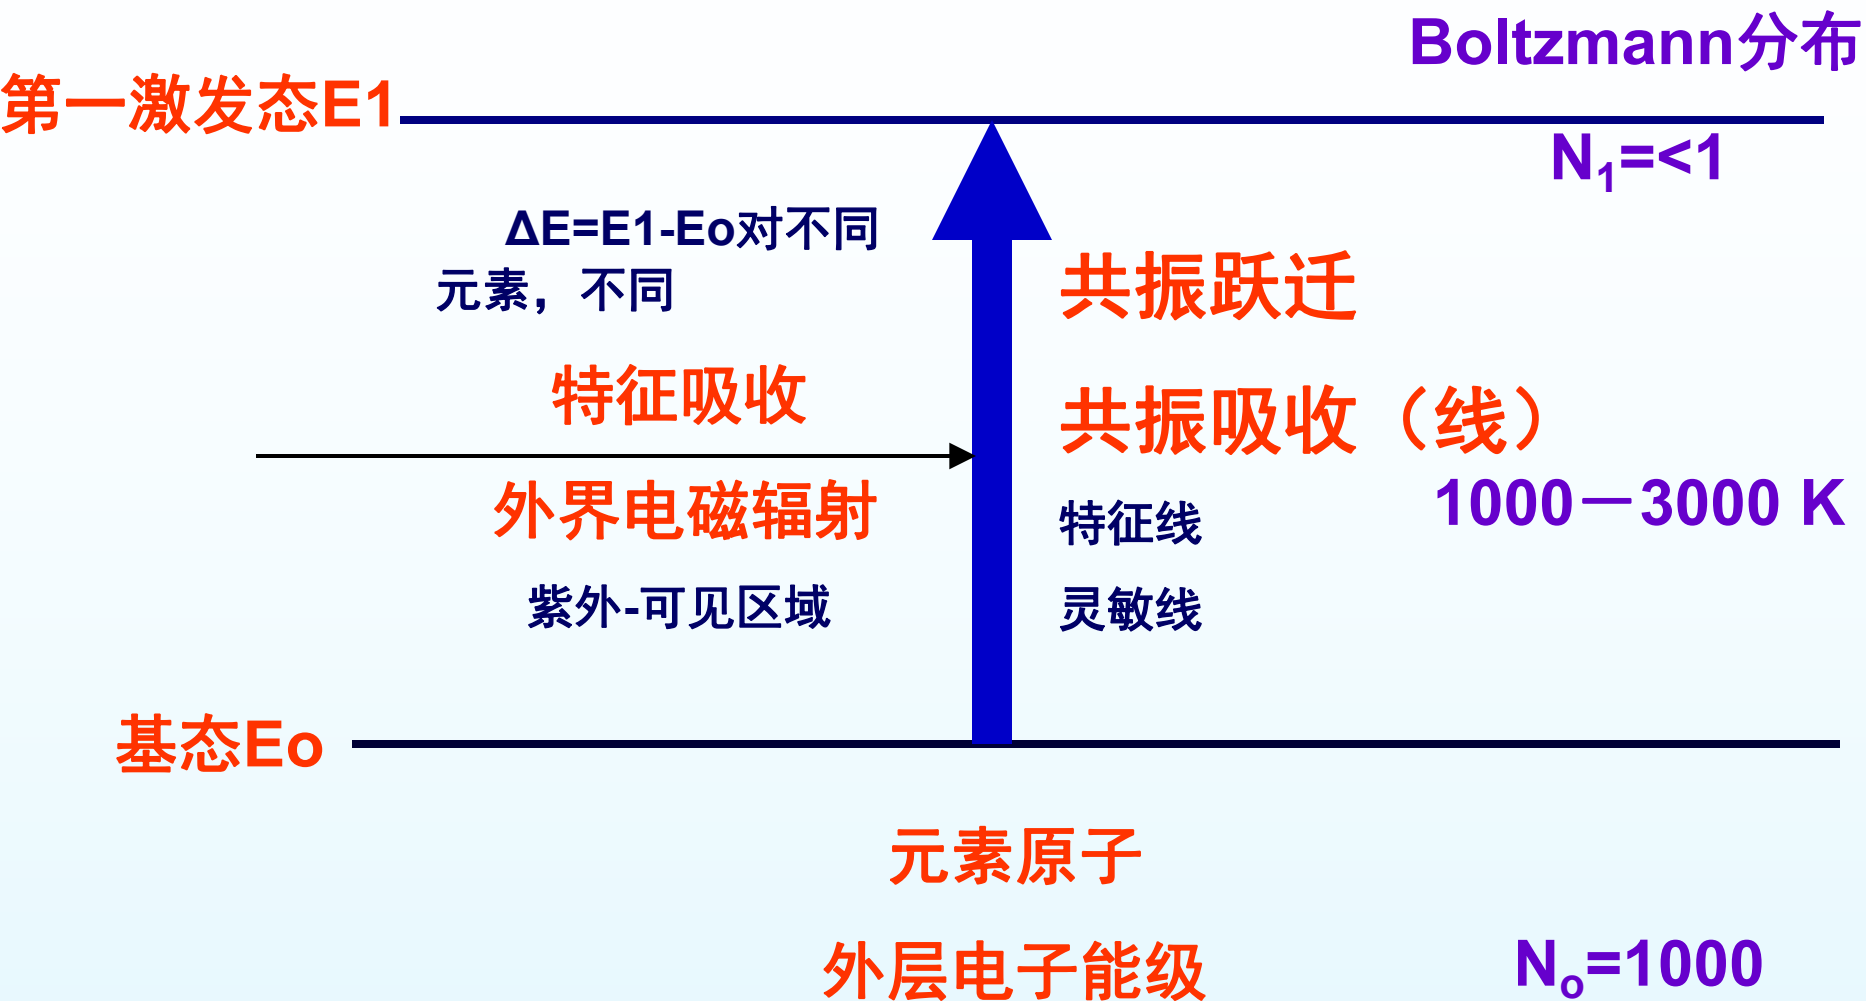 Boltzmann分布
第一激发态E1
N₁=<1
ΔE=E1-Eo对不同
元素，不同
共振跃迁
特征吸收
共振吸收（线）
外界电磁辐射
1000－3000 K
特征线
紫外-可见区域
灵敏线
基态Eo
元素原子
外层电子能级
Nₒ=1000